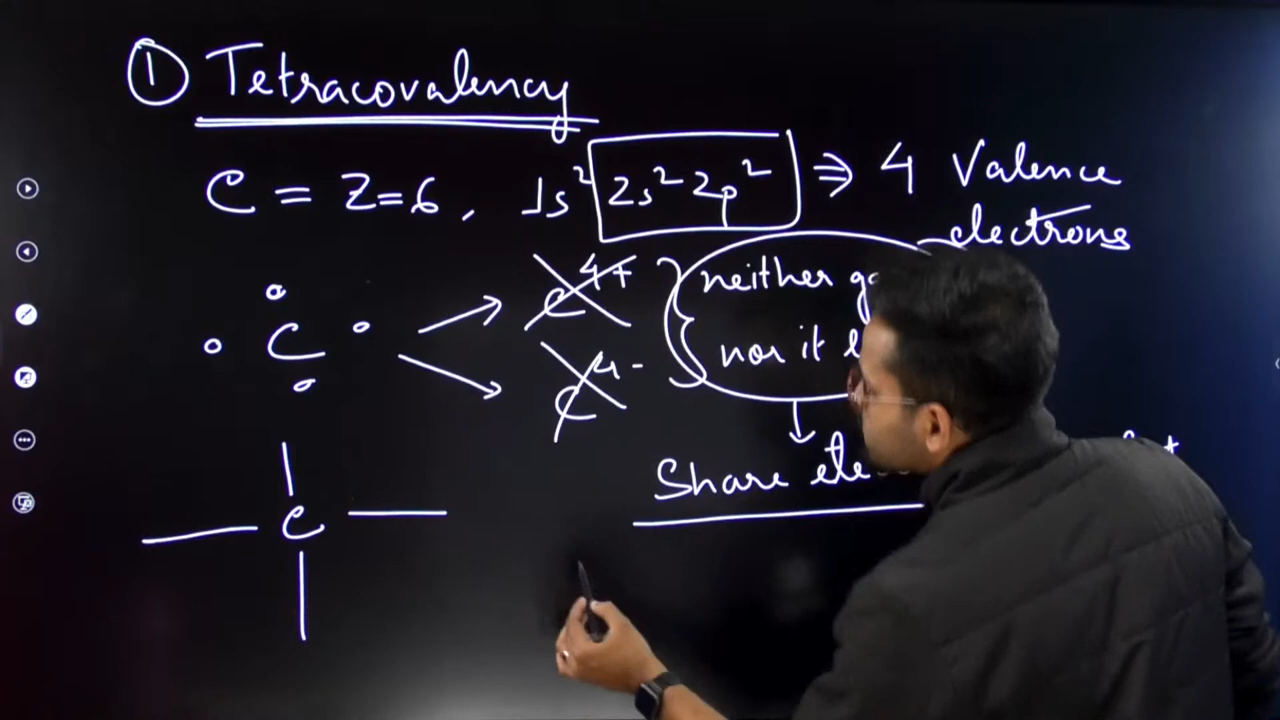 ① Tetracovalency
C = Z=6, 1s² 2s² 2p² ⇛ 4 Valence
electrons
C⁴⁺
neither
C
nor it
C⁴⁻
Share
C